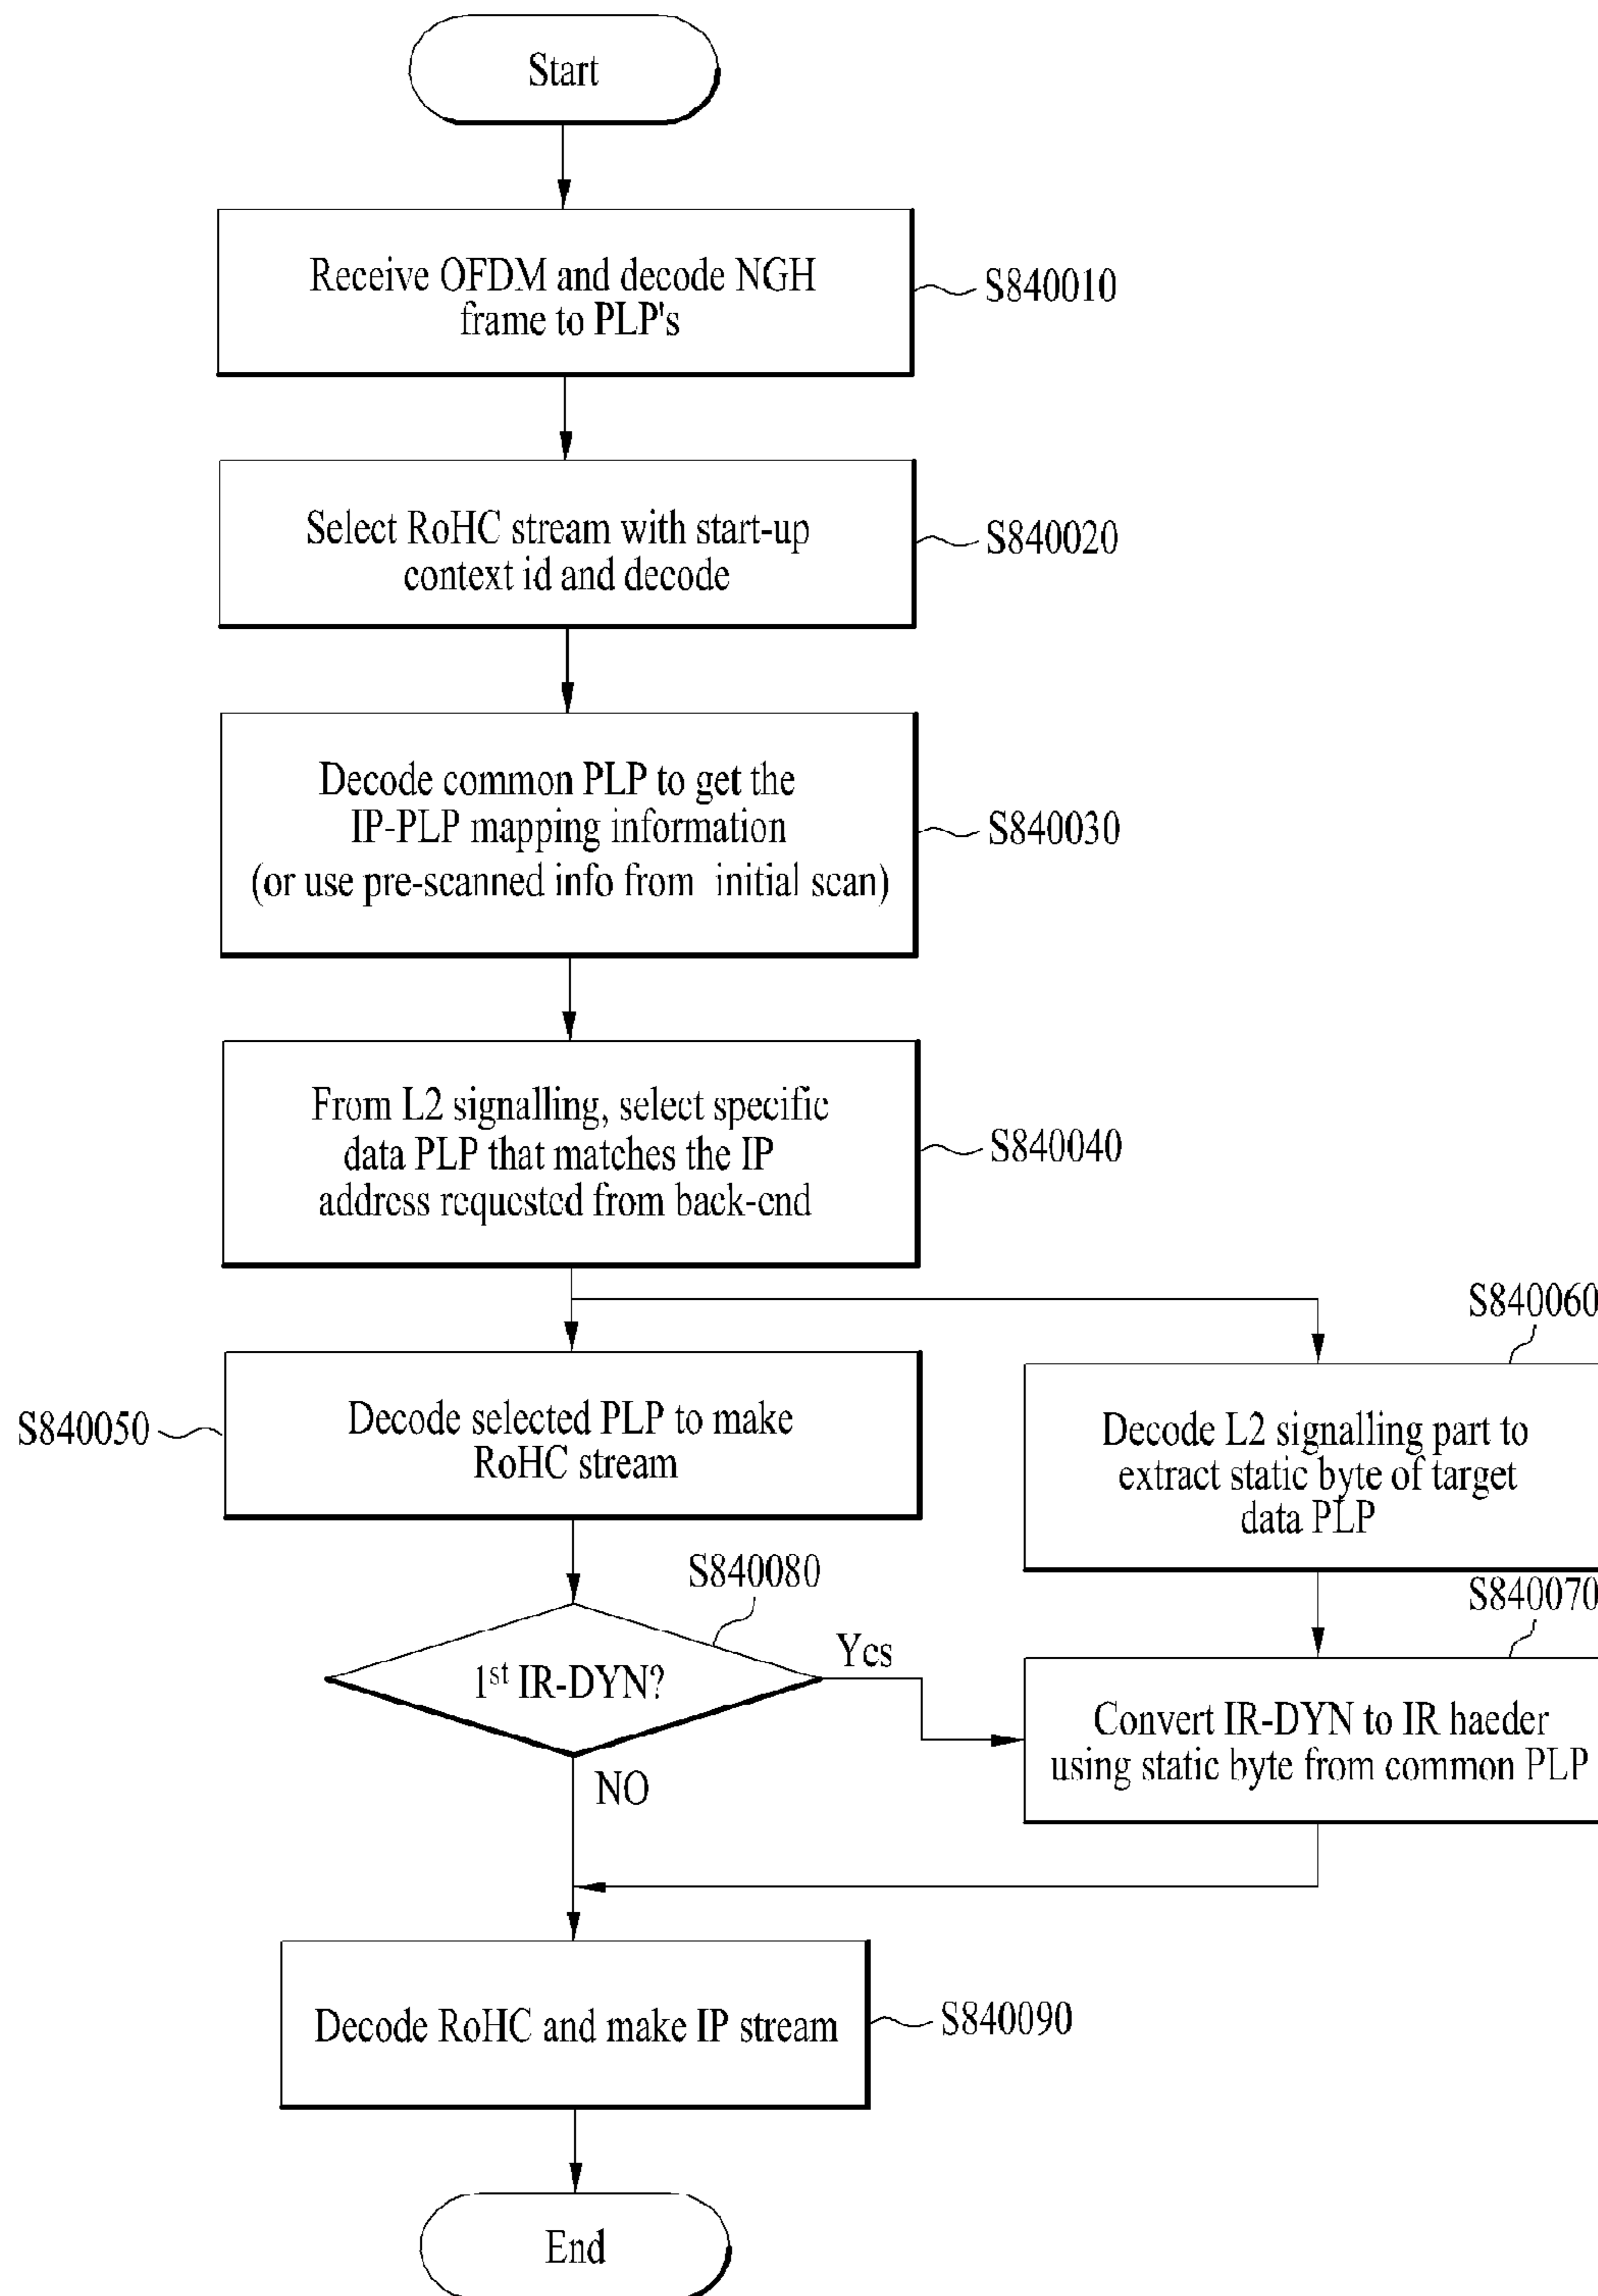 Start
Receive OFDM and decode NGH
frame to PLP's
S840010
Select RoHC stream with start-up
context id and decode
S840020
Decode common PLP to get the
IP-PLP mapping information
(or use pre-scanned info from initial scan)
S840030
From L2 signalling, select specific
data PLP that matches the IP
address requested from back-end
S840040
S840050
Decode selected PLP to make
RoHC stream
S840060
Decode L2 signalling part to
extract static byte of target
data PLP
S840080
1st IR-DYN?
Yes
NO
S840070
Convert IR-DYN to IR haeder
using static byte from common PLP
Decode RoHC and make IP stream
S840090
End